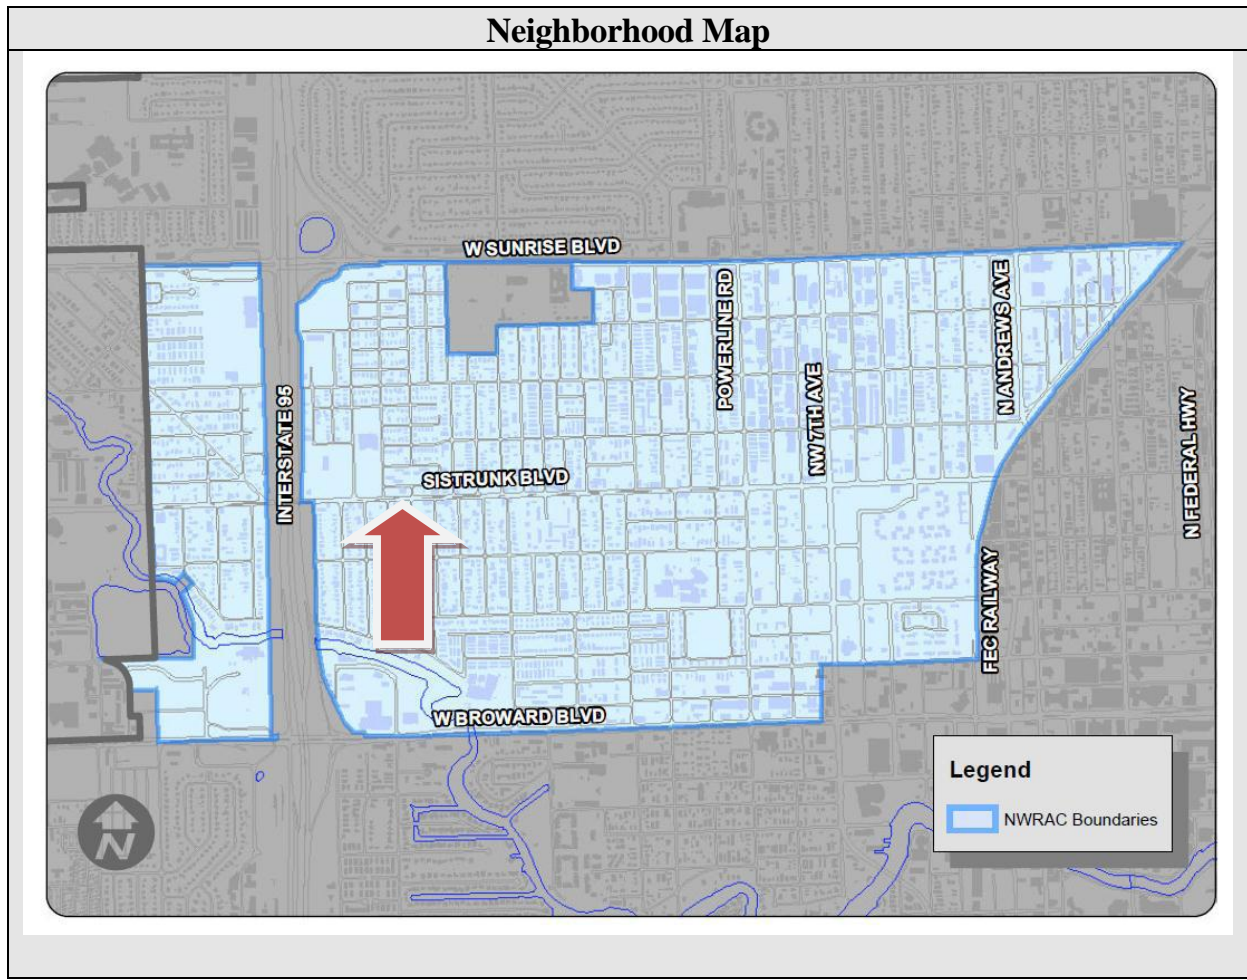 Neighborhood Map
W SUNRISE BLVD
POWERLINE RD
N ANDREWS AVE
NW 7TH AVE
INTERSTATE 95
N FEDERAL HWY
SISTRUNK BLVD
FEC RAILWAY
W BROWARD BLVD
Legend
NWRAC Boundaries
N